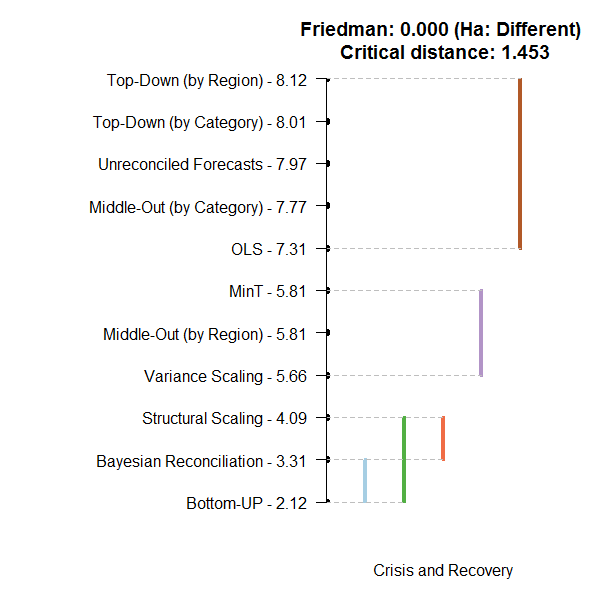 Friedman: 0.000 (Ha: Different)
Critical distance: 1.453
Top-Down (by Region) - 8.12
Top-Down (by Category) - 8.01
Unreconciled Forecasts - 7.97
Middle-Out (by Category) - 7.77
OLS - 7.31
MinT - 5.81
Middle-Out (by Region) - 5.81
Variance Scaling - 5.66
Structural Scaling - 4.09
Bayesian Reconciliation - 3.31
Bottom-UP - 2.12
Crisis and Recovery